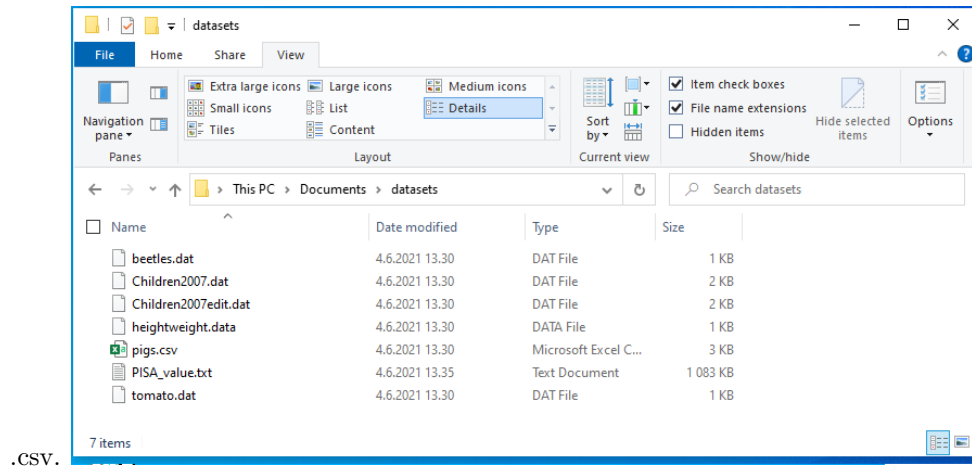 datasets
File Home Share View
Navigation pane
Extra large icons Large icons Medium icons
Small icons List Details
Tiles Content
Sort by
Item check boxes
File name extensions
Hidden items
Hide selected items
Options
Panes Layout Current view Show/hide
This PC > Documents > datasets
Search datasets
Name Date modified Type Size
beetles.dat 4.6.2021 13.30 DAT File 1 KB
Children2007.dat 4.6.2021 13.30 DAT File 2 KB
Children2007edit.dat 4.6.2021 13.30 DAT File 2 KB
heightweight.data 4.6.2021 13.30 DATA File 1 KB
pigs.csv 4.6.2021 13.30 Microsoft Excel C... 3 KB
PISA_value.txt 4.6.2021 13.35 Text Document 1 083 KB
tomato.dat 4.6.2021 13.30 DAT File 1 KB
7 items
.csv.